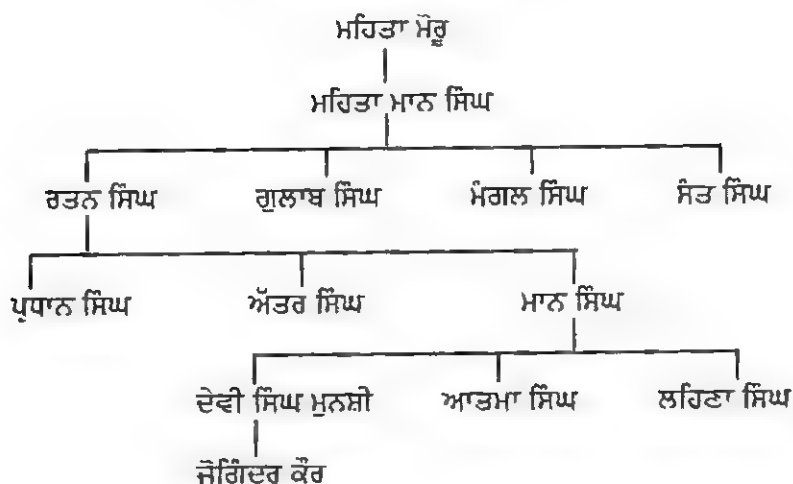 ਮਹਿਤਾ ਮੌਰੂ
ਮਹਿਤਾ ਮਾਨ ਸਿੰਘ
ਰਤਨ ਸਿੰਘ ਗੁਲਾਬ ਸਿੰਘ ਮੰਗਲ ਸਿੰਘ ਸੰਤ ਸਿੰਘ
ਪ੍ਰਧਾਨ ਸਿੰਘ ਅੱਤਰ ਸਿੰਘ ਮਾਨ ਸਿੰਘ
ਦੇਵੀ ਸਿੰਘ ਮੁਨਸ਼ੀ ਆਤਮਾ ਸਿੰਘ ਲਹਿਣਾ ਸਿੰਘ
ਜੋਗਿੰਦਰ ਕੌਰ